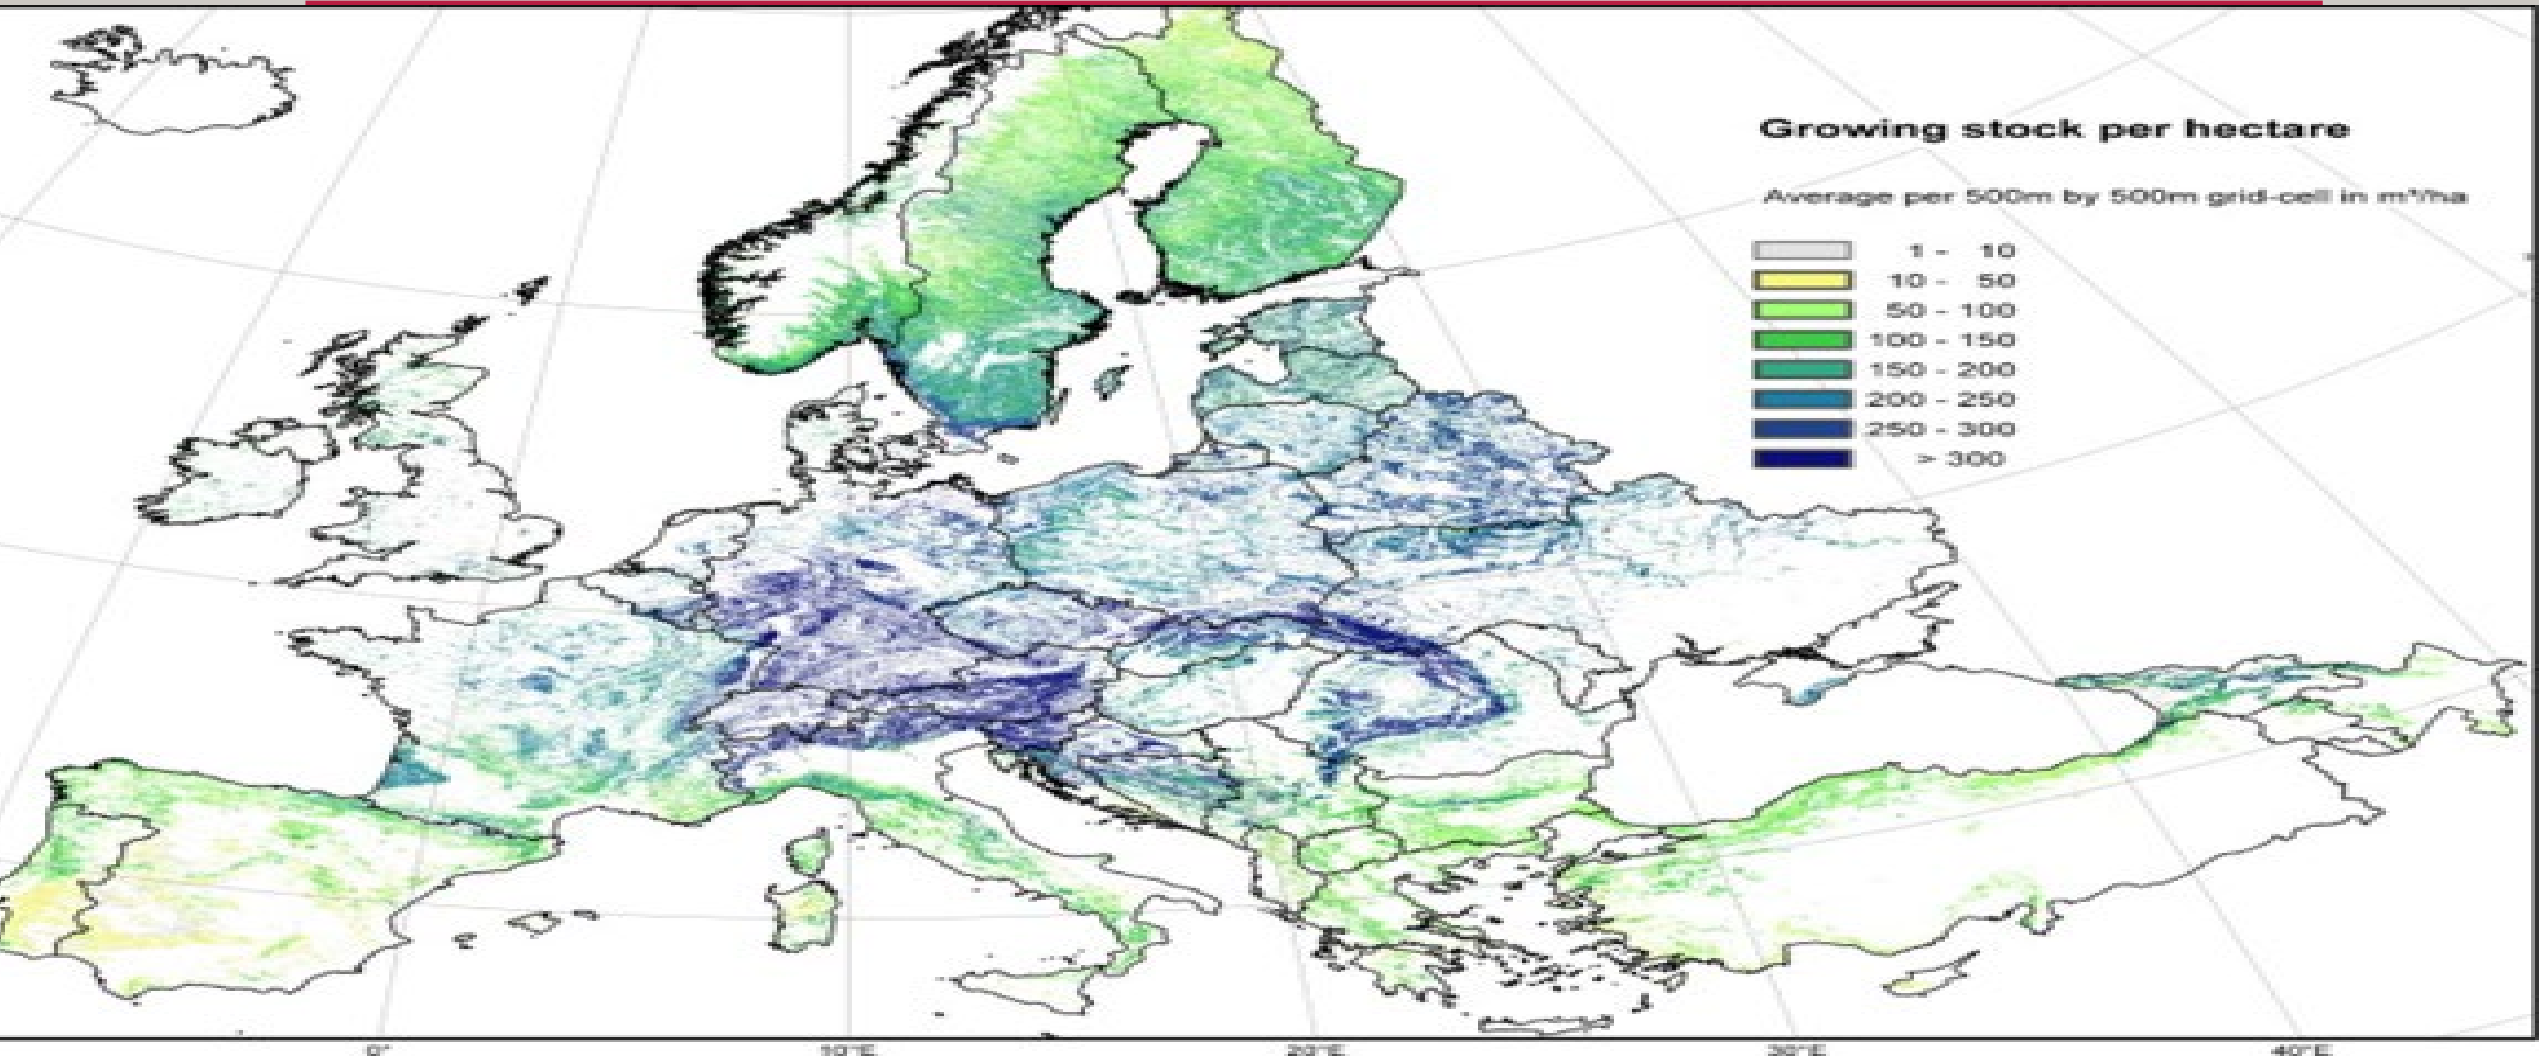 Growing stock per hectare
Average per 500m by 500m grid-cell in m³/ha
1 - 10
10 - 50
50 - 100
100 - 150
150 - 200
200 - 250
250 - 300
> 300
0° 10°E 20°E 30°E 40°E